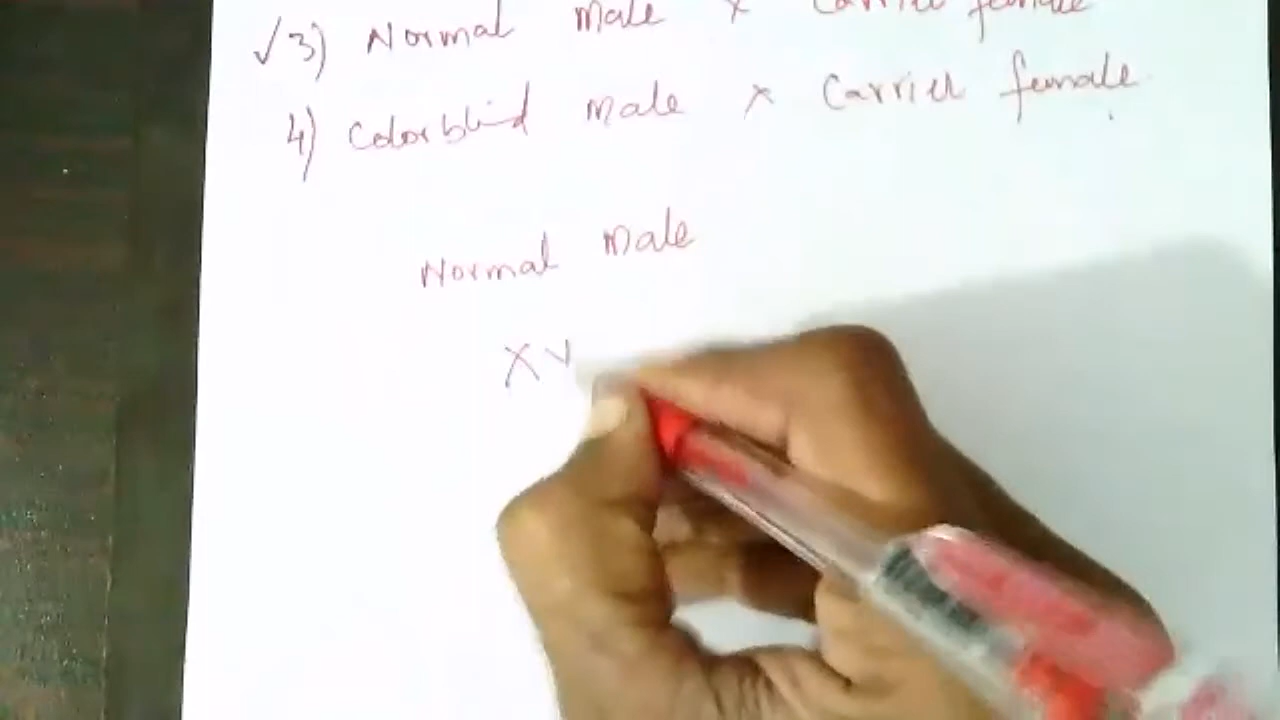 √3) Normal Male × Carrier female
4) Colorblind Male × Carrier female
Normal Male
XY